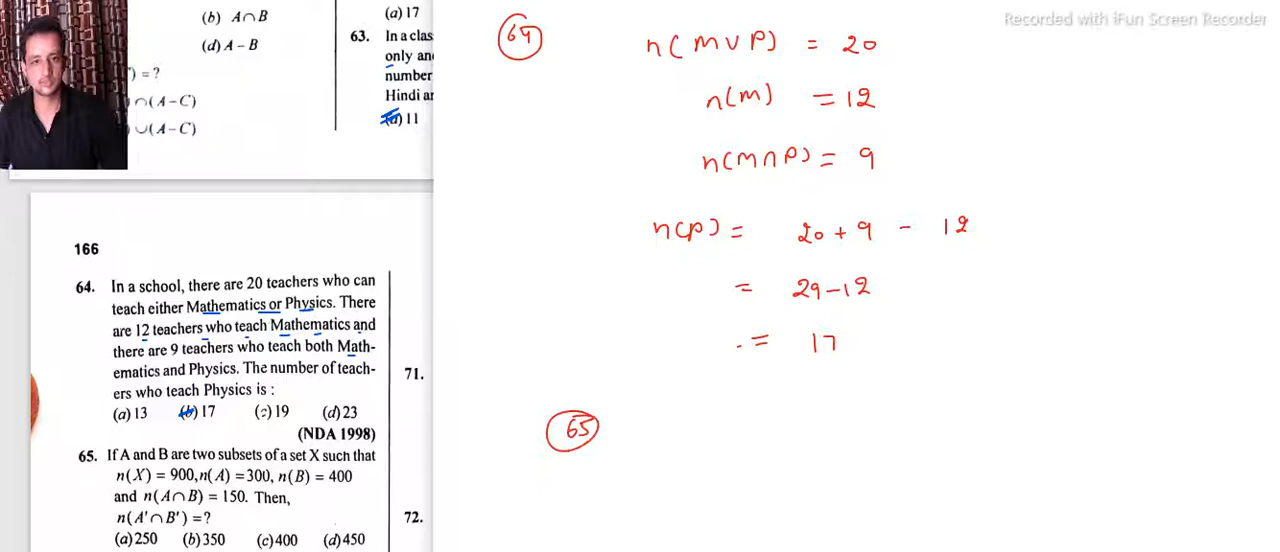 (b) A∩B
(d) A – B
') = ?
∩(A–C)
∪(A–C)
(a) 17
63. In a clas
only an
number
Hindi ar
(a) 11
166
64. In a school, there are 20 teachers who can
teach either Mathematics or Physics. There
are 12 teachers who teach Mathematics and
there are 9 teachers who teach both Math-
ematics and Physics. The number of teach-
ers who teach Physics is :
(a) 13 (b) 17 (c) 19 (d) 23
(NDA 1998)
65. If A and B are two subsets of a set X such that
n(X) = 900, n(A) = 300, n(B) = 400
and n(A∩B) = 150. Then,
n(A'∩B') = ?
(a) 250 (b) 350 (c) 400 (d) 450
71.
72.
Recorded with iFun Screen Recorder
64
n(M∪P) = 20
n(M) = 12
n(M∩P) = 9
n(P) = 20 + 9 - 12
= 29 - 12
.= 17
65